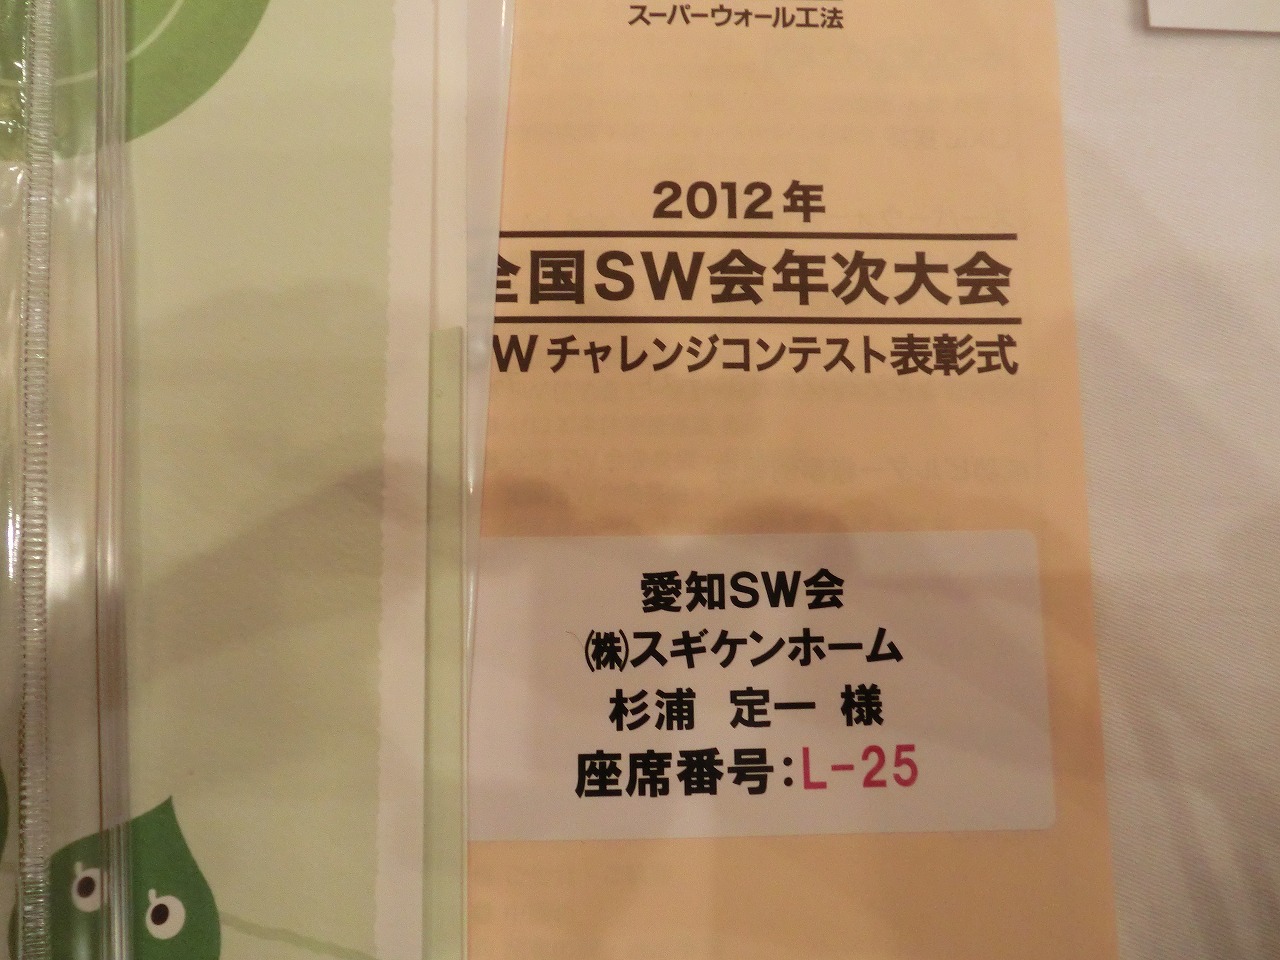 スーパーウォール工法
2012年
全国SW会年次大会
Wチャレンジコンテスト表彰式
愛知SW会
㈱スギケンホーム
杉浦 定一 様
座席番号:L-25